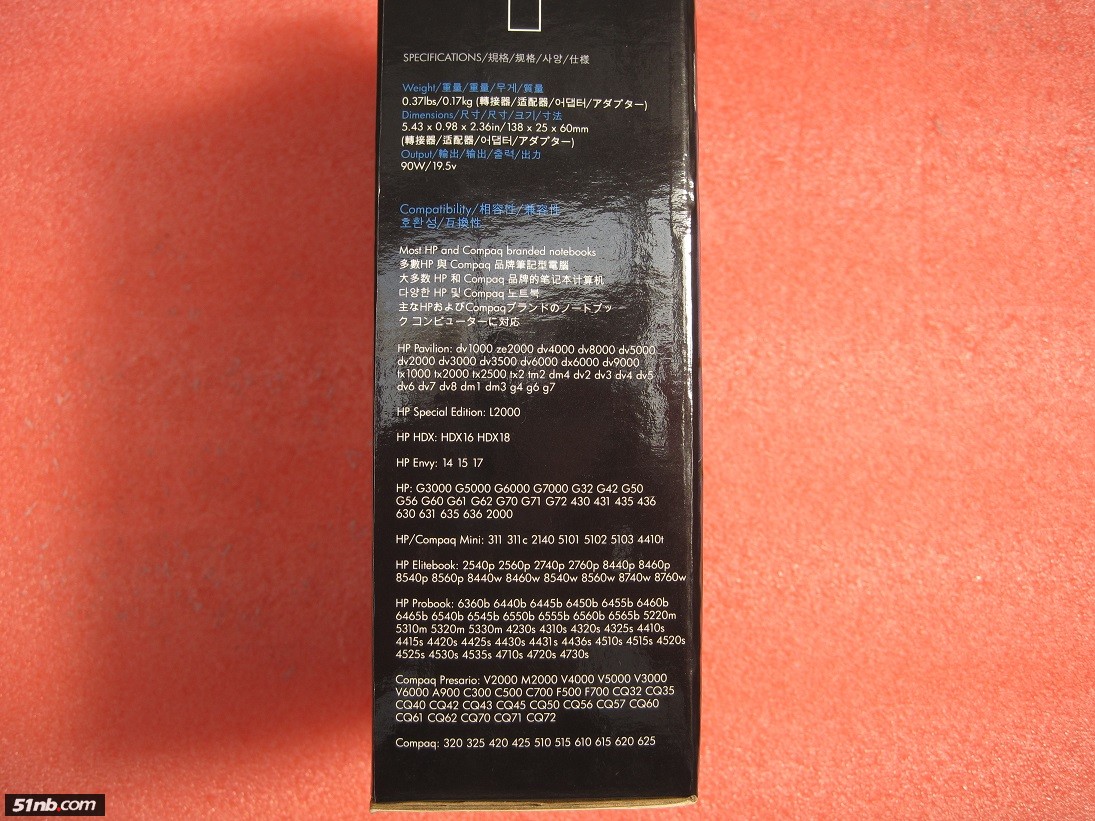 SPECIFICATIONS/規格/规格/사양/仕様
Weight/重量/重量/무게/質量
0.37lbs/0.17kg (轉接器/适配器/어댑터/アダプター)
Dimensions/尺寸/尺寸/크기/寸法
5.43 x 0.98 x 2.36in/138 x 25 x 60mm
(轉接器/适配器/어댑터/アダプター)
Output/輸出/输出/출력/出力
90W/19.5v
Compatibility/相容性/兼容性
호환성/互換性
Most HP and Compaq branded notebooks
多數HP 與 Compaq 品牌筆記型電腦
大多数 HP 和 Compaq 品牌的笔记本计算机
다양한 HP 및 Compaq 노트북
主なHPおよびCompaqブランドのノートブッ
ク コンピューターに対応
HP Pavilion: dv1000 ze2000 dv4000 dv8000 dv5000
dv2000 dv3000 dv3500 dv6000 dx6000 dv9000
tx1000 tx2000 tx2500 tx2 tm2 dm4 dv2 dv3 dv4 dv5
dv6 dv7 dv8 dm1 dm3 g4 g6 g7
HP Special Edition: L2000
HP HDX: HDX16 HDX18
HP Envy: 14 15 17
HP: G3000 G5000 G6000 G7000 G32 G42 G50
G56 G60 G61 G62 G70 G71 G72 430 431 435 436
630 631 635 636 2000
HP/Compaq Mini: 311 311c 2140 5101 5102 5103 4410t
HP Elitebook: 2540p 2560p 2740p 2760p 8440p 8460p
8540p 8560p 8440w 8460w 8540w 8560w 8740w 8760w
HP Probook: 6360b 6440b 6445b 6450b 6455b 6460b
6465b 6540b 6545b 6550b 6555b 6560b 6565b 5220m
5310m 5320m 5330m 4230s 4310s 4320s 4325s 4410s
4415s 4420s 4425s 4430s 4431s 4436s 4510s 4515s 4520s
4525s 4530s 4535s 4710s 4720s 4730s
Compaq Presario: V2000 M2000 V4000 V5000 V3000
V6000 A900 C300 C500 C700 F500 F700 CQ32 CQ35
CQ40 CQ42 CQ43 CQ45 CQ50 CQ56 CQ57 CQ60
CQ61 CQ62 CQ70 CQ71 CQ72
Compaq: 320 325 420 425 510 515 610 615 620 625
51nb.com